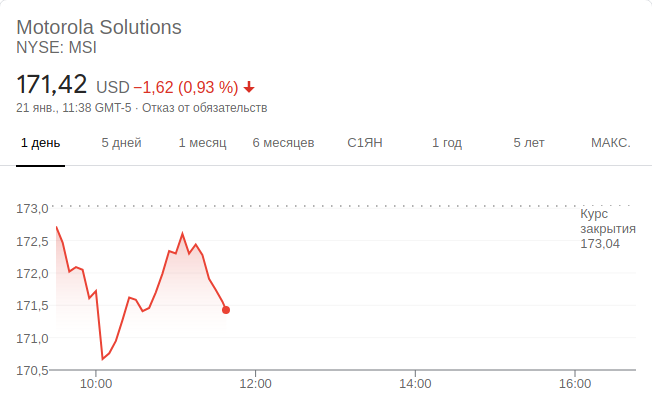 Motorola Solutions
NYSE: MSI
171,42 USD −1,62 (0,93 %)
21 янв., 11:38 GMT-5 · Отказ от обязательств
1 день 5 дней 1 месяц 6 месяцев С1ЯН 1 год 5 лет МАКС.
173,0
172,5
172,0
171,5
171,0
170,5
Курс
закрытия
173,04
10:00 12:00 14:00 16:00